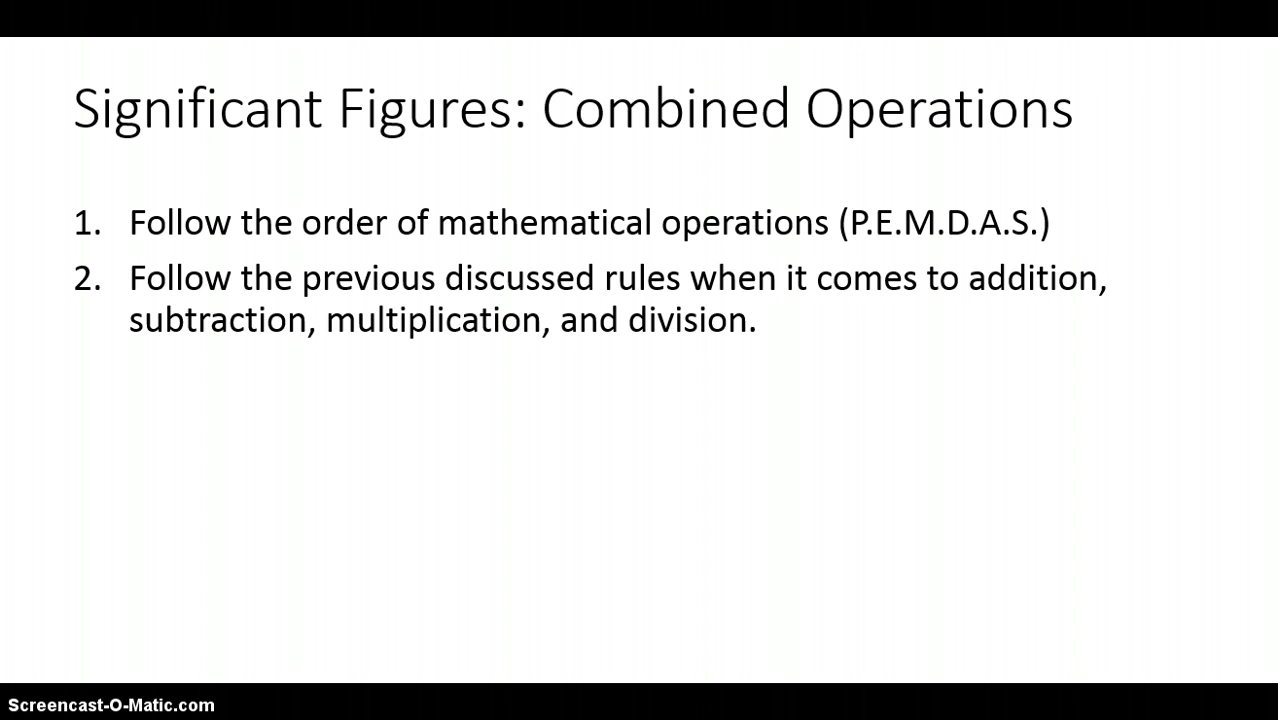 Significant Figures: Combined Operations
1. Follow the order of mathematical operations (P.E.M.D.A.S.)
2. Follow the previous discussed rules when it comes to addition,
subtraction, multiplication, and division.
Screencast-O-Matic.com